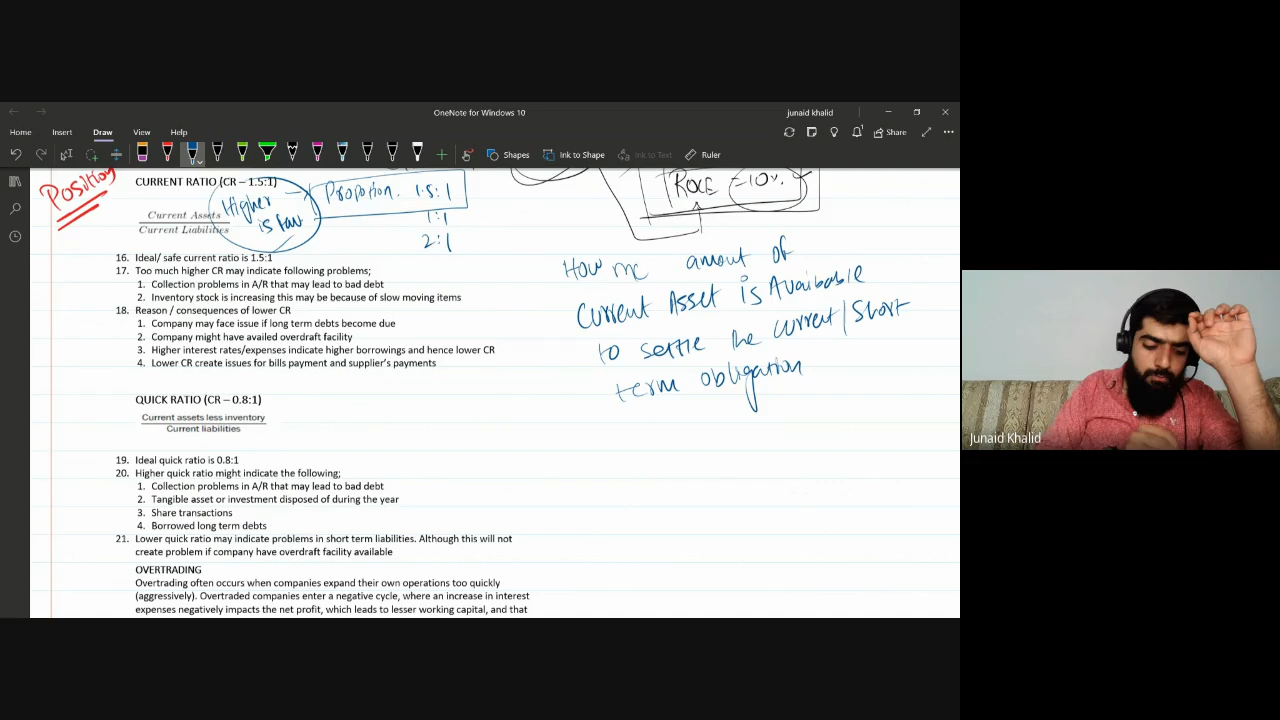 OneNote for Windows 10
junaid khalid
Home Insert Draw View Help
Share
Shapes
Ink to Shape
Ink to Text
Ruler
Position
CURRENT RATIO (CR – 1.5:1)
Higher
is fav
Propotion. 1.5:1
1:1
2:1
Current Assets
Current Liabilities
ROCE = 10%
16. Ideal/ safe current ratio is 1.5:1
17. Too much higher CR may indicate following problems;
1. Collection problems in A/R that may lead to bad debt
2. Inventory stock is increasing this may be because of slow moving items
18. Reason / consequences of lower CR
1. Company may face issue if long term debts become due
2. Company might have availed overdraft facility
3. Higher interest rates/expenses indicate higher borrowings and hence lower CR
4. Lower CR create issues for bills payment and supplier's payments
How mc amount of
Current Asset is Avaibable
to settle the current/Short
term obligation
QUICK RATIO (CR – 0.8:1)
Current assets less inventory
Current liabilities
19. Ideal quick ratio is 0.8:1
20. Higher quick ratio might indicate the following;
1. Collection problems in A/R that may lead to bad debt
2. Tangible asset or investment disposed of during the year
3. Share transactions
4. Borrowed long term debts
21. Lower quick ratio may indicate problems in short term liabilities. Although this will not
create problem if company have overdraft facility available
OVERTRADING
Overtrading often occurs when companies expand their own operations too quickly
(aggressively). Overtraded companies enter a negative cycle, where an increase in interest
expenses negatively impacts the net profit, which leads to lesser working capital, and that
Junaid Khalid